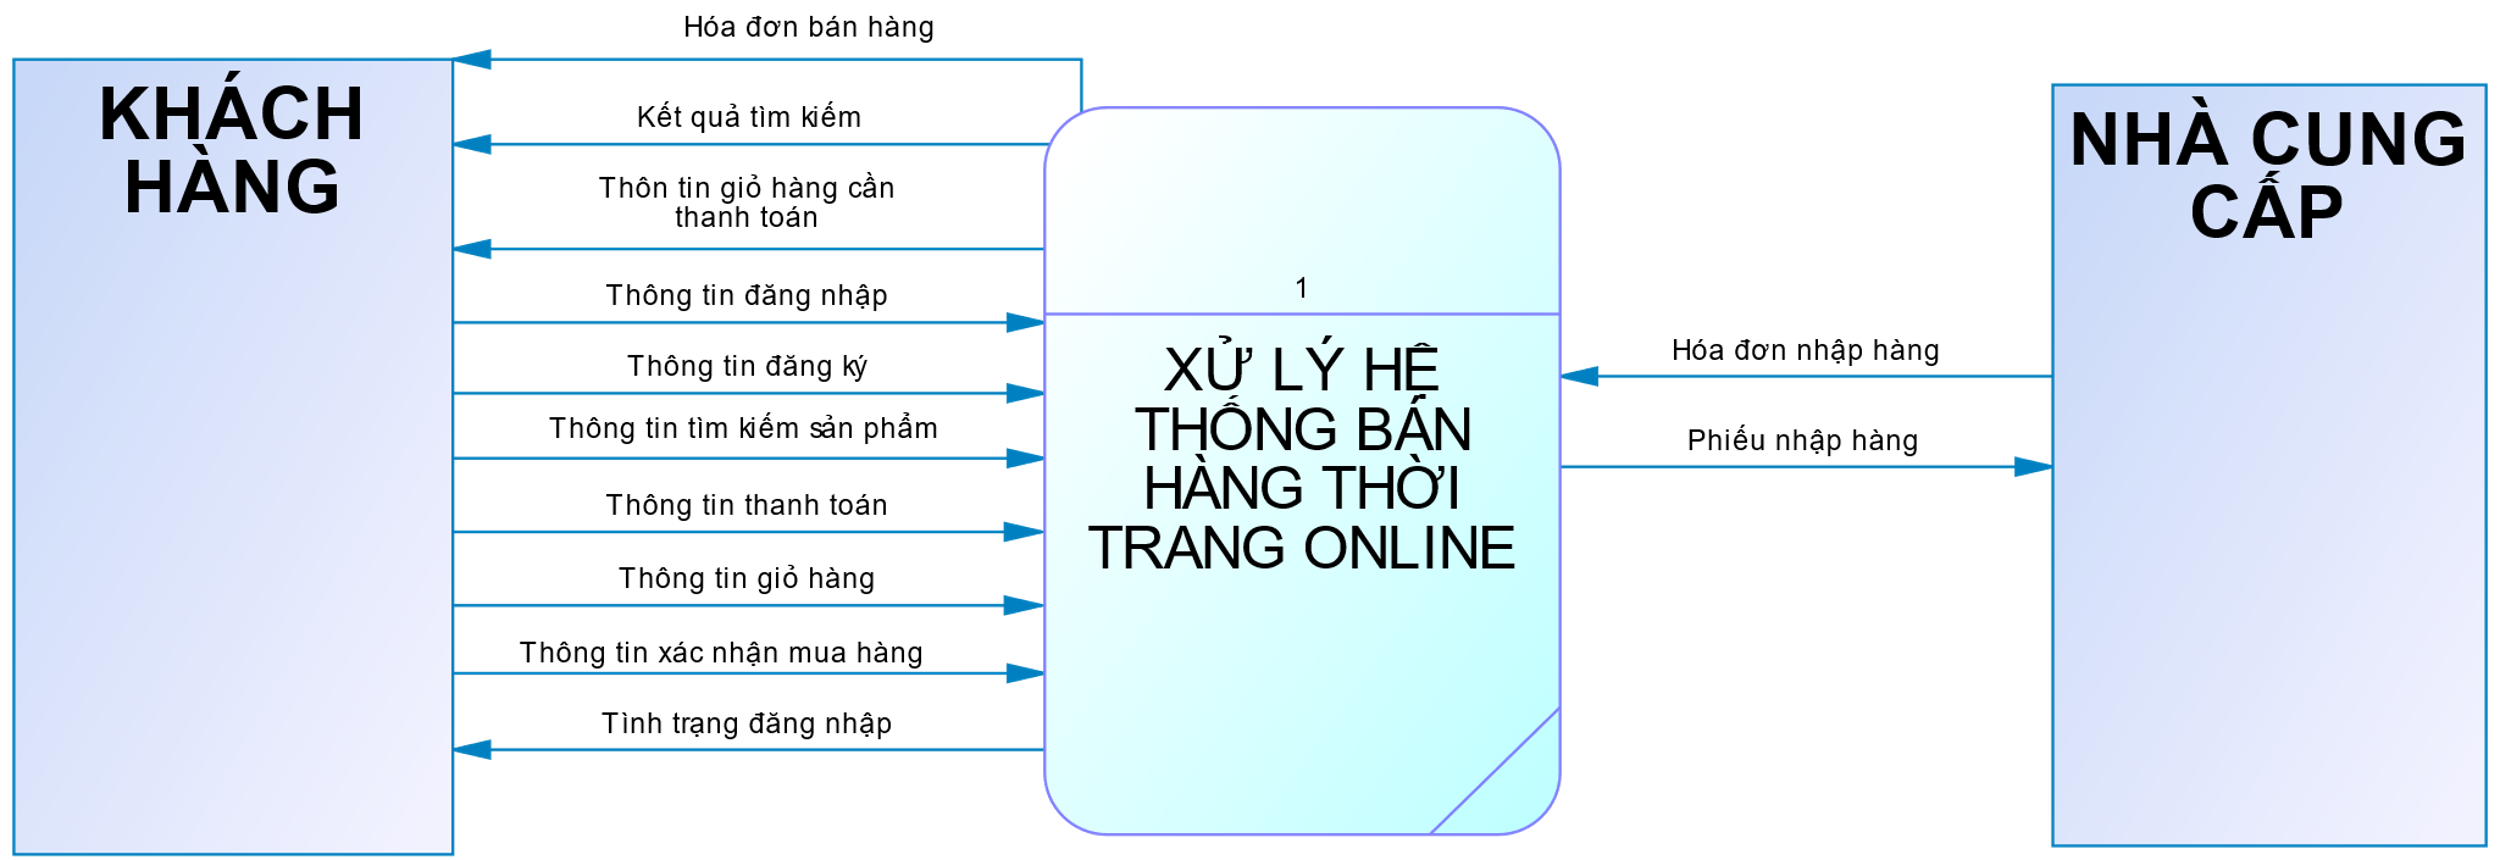 Hóa đơn bán hàng
KHÁCH
HÀNG
Kết quả tìm kiếm
Thôn tin giỏ hàng cần
thanh toán
Thông tin đăng nhập
Thông tin đăng ký
Thông tin tìm kiếm sản phẩm
Thông tin thanh toán
Thông tin giỏ hàng
Thông tin xác nhận mua hàng
Tình trạng đăng nhập
1
XỬ LÝ HỆ
THỐNG BÁN
HÀNG THỜI
TRANG ONLINE
Hóa đơn nhập hàng
Phiếu nhập hàng
NHÀ CUNG
CẤP